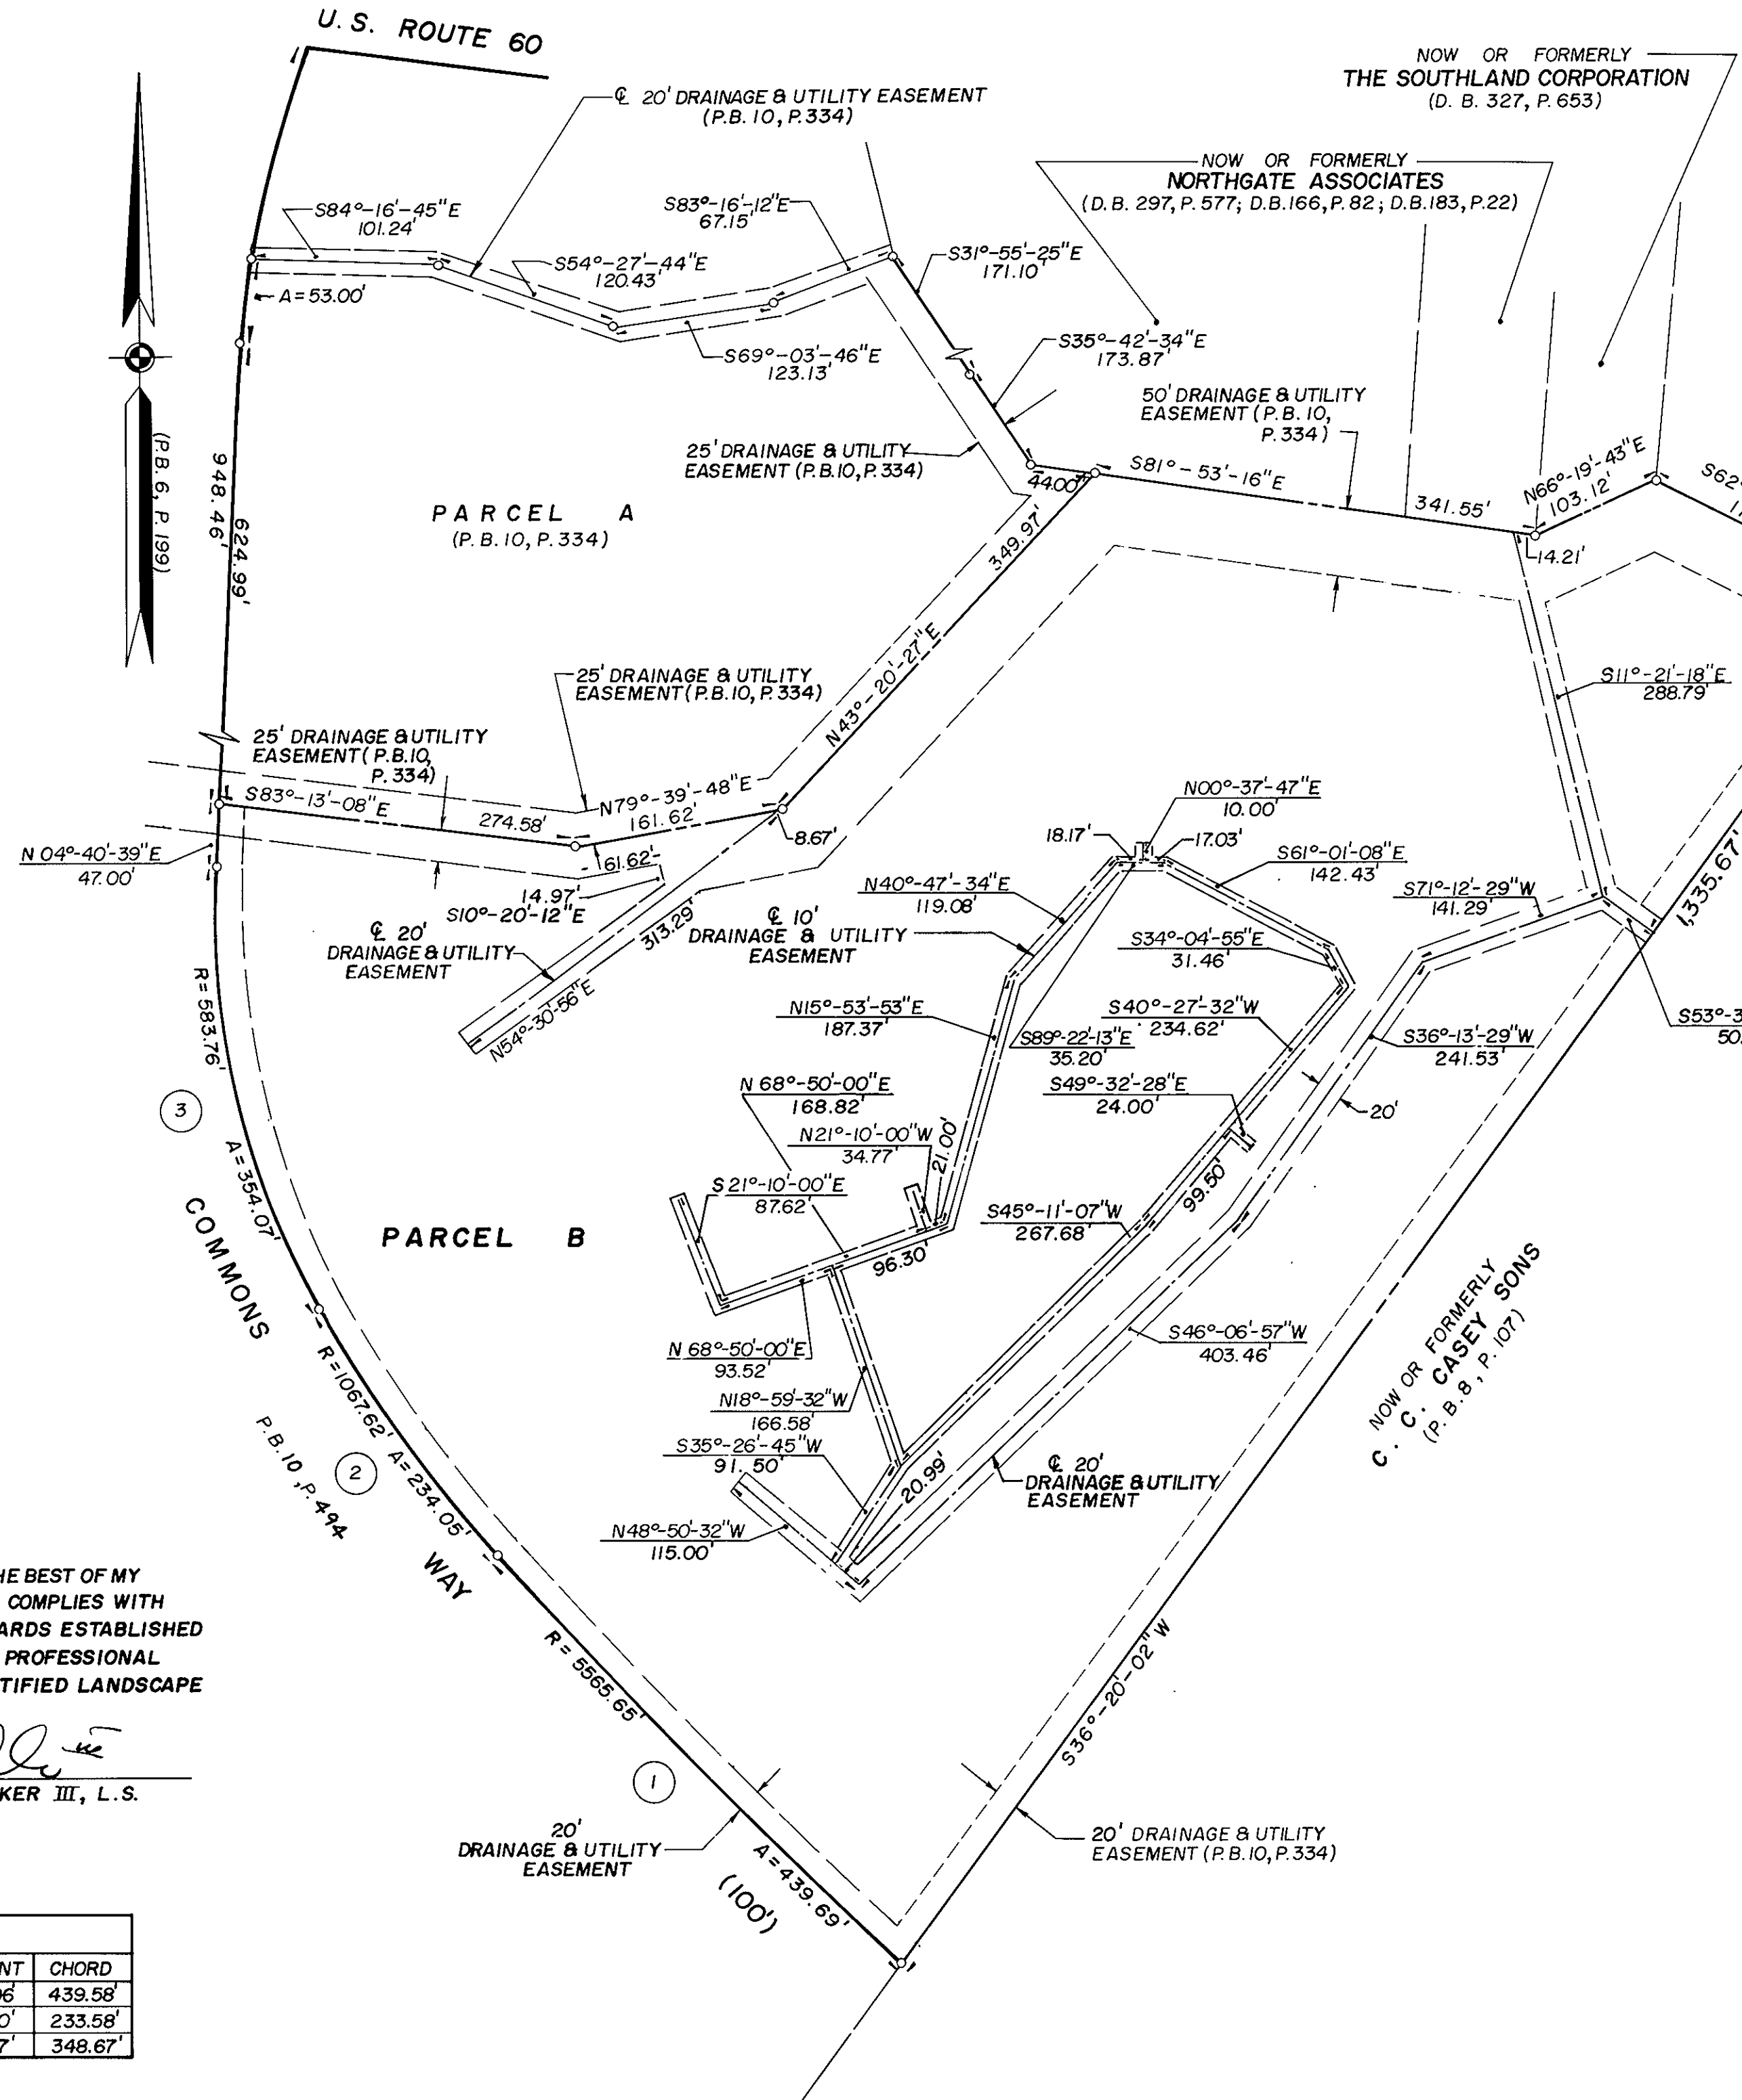 U.S. ROUTE 60
NOW OR FORMERLY
THE SOUTHLAND CORPORATION
(D. B. 327, P. 653)
℄ 20' DRAINAGE & UTILITY EASEMENT
(P.B. 10, P.334)
NOW OR FORMERLY
NORTHGATE ASSOCIATES
(D.B. 297, P. 577; D.B.166, P. 82; D.B.183, P.22)
S84°-16'-45"E
101.24'
S83°-16'-12"E
67.15'
S54°-27'-44"E
120.43'
S31°-55'-25"E
171.10'
A=53.00'
S69°-03'-46"E
123.13'
S35°-42'-34"E
173.87'
50' DRAINAGE & UTILITY
EASEMENT (P.B. 10,
P.334)
25' DRAINAGE & UTILITY
EASEMENT (P.B.10, P.334)
44.00'
S81°-53'-16"E
341.55'
N66°-19'-43"E
103.12'
S62°
14.21'
(P.B. 6, P. 199)
948.46'
624.99'
PARCEL A
(P.B.10, P.334)
349.97'
N43°-20'-27"E
25' DRAINAGE & UTILITY
EASEMENT (P.B.10, P.334)
S11°-21'-18"E
288.79'
25' DRAINAGE & UTILITY
EASEMENT (P.B.10,
P. 334)
S83°-13'-08"E
274.58'
N79°-39'-48"E
161.62'
8.67'
61.62'
14.97'
S10°-20'-12"E
N 04°-40'-39"E
47.00'
N00°-37'-47"E
10.00'
18.17'
17.03'
S61°-01'-08"E
142.43'
N40°-47'-34"E
119.08'
S71°-12'-29"W
141.29'
1,335.67'
℄ 20'
DRAINAGE & UTILITY
EASEMENT
313.29'
N54°-30'-56"E
℄ 10'
DRAINAGE & UTILITY
EASEMENT
S34°-04'-55"E
31.46'
N15°-53'-53"E
187.37'
S89°-22'-13"E
35.20'
S40°-27'-32"W
234.62'
S36°-13'-29"W
241.53'
S53°-3
50.
R=583.76'
S49°-32'-28"E
24.00'
20'
N 68°-50'-00"E
168.82'
N21°-10'-00"W
34.77'
21.00'
3
A=354.07'
S21°-10'-00"E
87.62'
99.50'
S45°-11'-07"W
267.68'
COMMONS
PARCEL B
96.30'
NOW OR FORMERLY
C. C. CASEY SONS
(P. B. 8, P. 107)
S46°-06'-57"W
403.46'
N 68°-50'-00"E
93.52'
N18°-59'-32"W
166.58'
R=1067.62'
A=234.05'
2
P.B. 10, P. 494
S35°-26'-45"W
91.50'
20.99'
℄ 20'
DRAINAGE & UTILITY
EASEMENT
N48°-50'-32"W
115.00'
WAY
HE BEST OF MY
COMPLIES WITH
ARDS ESTABLISHED
PROFESSIONAL
TIFIED LANDSCAPE
KER III, L.S.
R= 5565.65'
1
S36°-20'-02"W
20'
DRAINAGE & UTILITY
EASEMENT
A=439.69'
(100')
20' DRAINAGE & UTILITY
EASEMENT (P.B.10, P.334)
NT CHORD
96' 439.58'
0' 233.58'
7' 348.67'